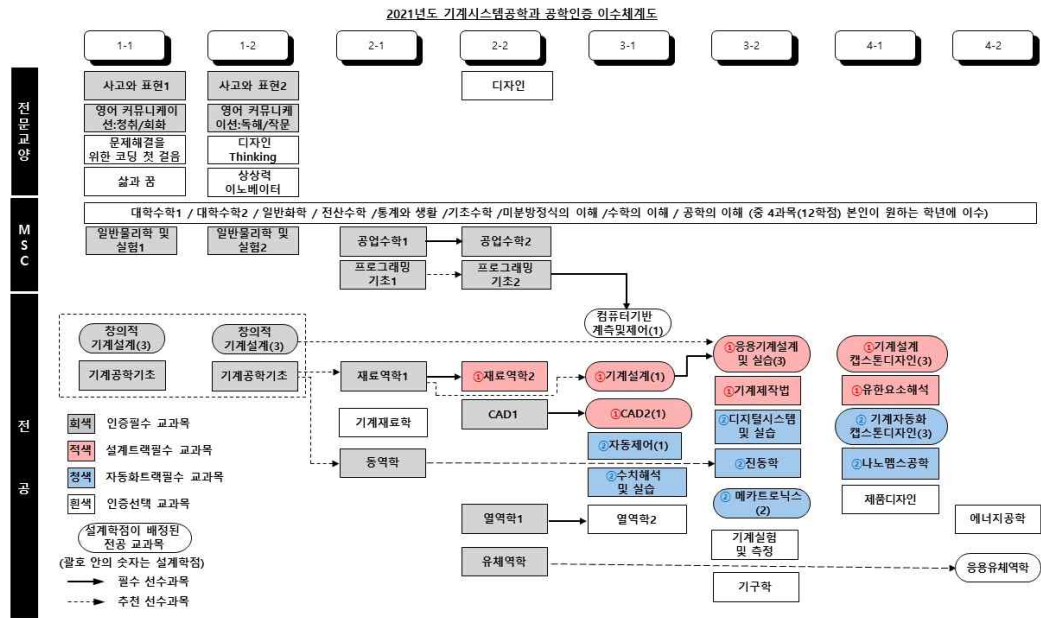 2021년도 기계시스템공학과 공학인증 이수체계도
1-1
1-2
2-1
2-2
3-1
3-2
4-1
4-2
전문교양
사고와 표현1
사고와 표현2
디자인
영어 커뮤니케이
션:청취/회화
영어 커뮤니케
이션:독해/작문
문제해결을
위한 코딩 첫 걸음
디자인
Thinking
삶과 꿈
상상력
이노베이터
MSC
대학수학1 / 대학수학2 / 일반화학 / 전산수학 /통계와 생활 /기초수학 /미분방정식의 이해 /수학의 이해 / 공학의 이해 (중 4과목(12학점) 본인이 원하는 학년에 이수)
일반물리학 및
실험1
일반물리학 및
실험2
공업수학1
공업수학2
프로그래밍
기초1
프로그래밍
기초2
전공
컴퓨터기반
계측및제어(1)
창의적
기계설계(3)
창의적
기계설계(3)
①응용기계설계
및 실습(3)
①기계설계
캡스톤디자인(3)
기계공학기초
기계공학기초
재료역학1
①재료역학2
①기계설계(1)
①기계제작법
①유한요소해석
기계재료학
CAD1
①CAD2(1)
②디지털시스템
및 실습
② 기계자동화
캡스톤디자인(3)
②자동제어(1)
동역학
②진동학
②나노멤스공학
②수치해석
및 실습
② 메카트로닉스
(2)
제품디자인
열역학1
열역학2
에너지공학
기계실험
및 측정
유체역학
응용유체역학
기구학
회색 인증필수 교과목
적색 설계트랙필수 교과목
청색 자동화트랙필수 교과목
흰색 인증선택 교과목
설계학점이 배정된
전공 교과목
(괄호 안의 숫자는 설계학점)
필수 선수과목
추천 선수과목